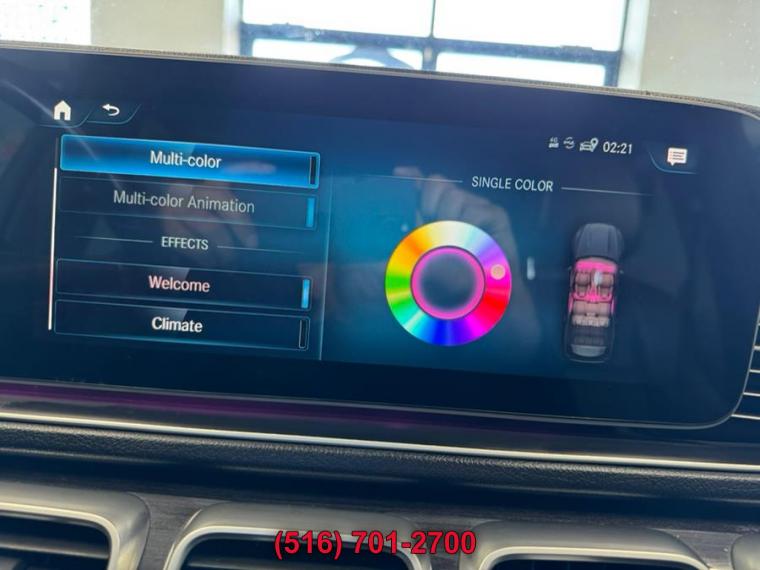 02:21
Multi-color
Multi-color Animation
EFFECTS
Welcome
Climate
SINGLE COLOR
(516) 701-2700